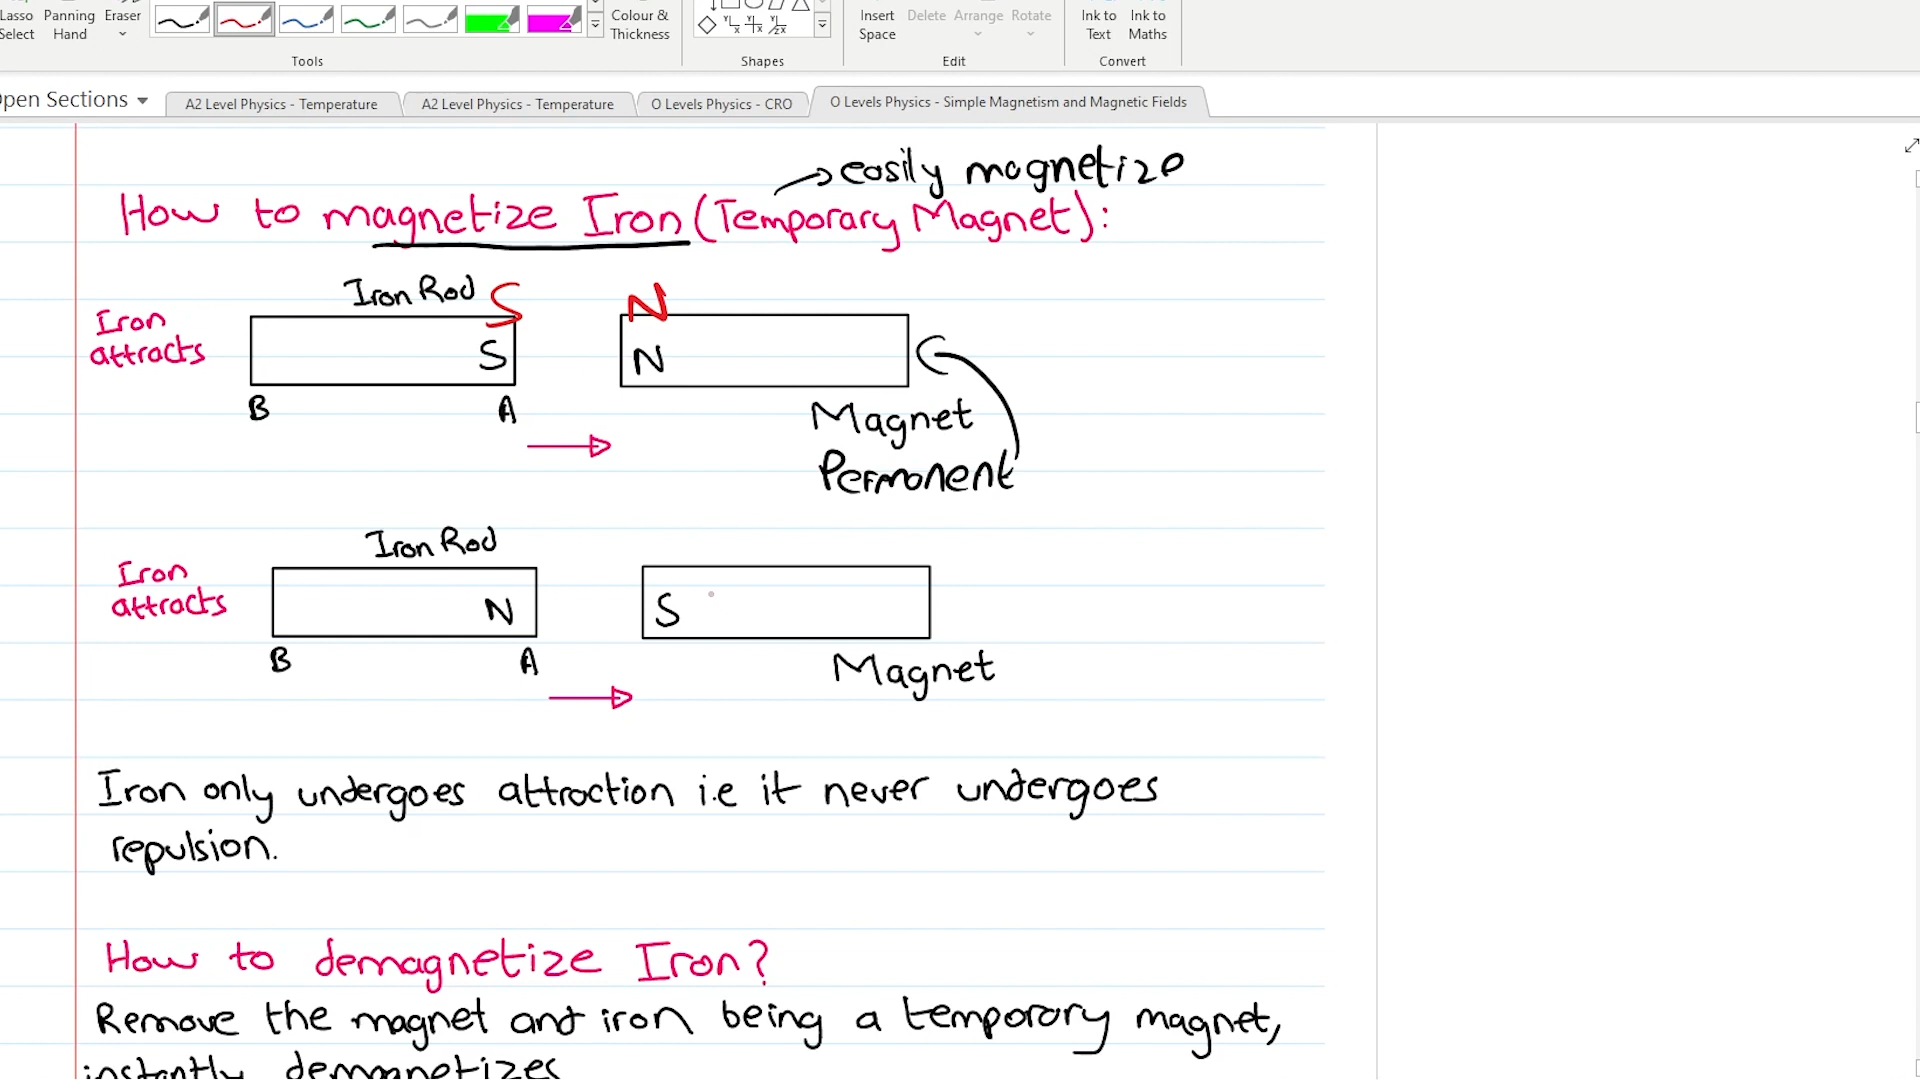 Lasso
Select
Panning
Hand
Eraser
Colour &
Thickness
Insert
Space
Delete
Arrange
Rotate
Ink to
Text
Ink to
Maths
Tools
Shapes
Edit
Convert
pen Sections
A2 Level Physics - Temperature
A2 Level Physics - Temperature
O Levels Physics - CRO
O Levels Physics - Simple Magnetism and Magnetic Fields
easily magnetize
How to magnetize Iron (Temporary Magnet):
Iron Rod
S
N
Iron
attracts
S
N
B
A
Magnet
Permanent
Iron Rod
Iron
attracts
N
S
B
A
Magnet
Iron only undergoes attraction i.e it never undergoes
repulsion.
How to demagnetize Iron?
Remove the magnet and iron being a temporary magnet,
instantly demagnetizes